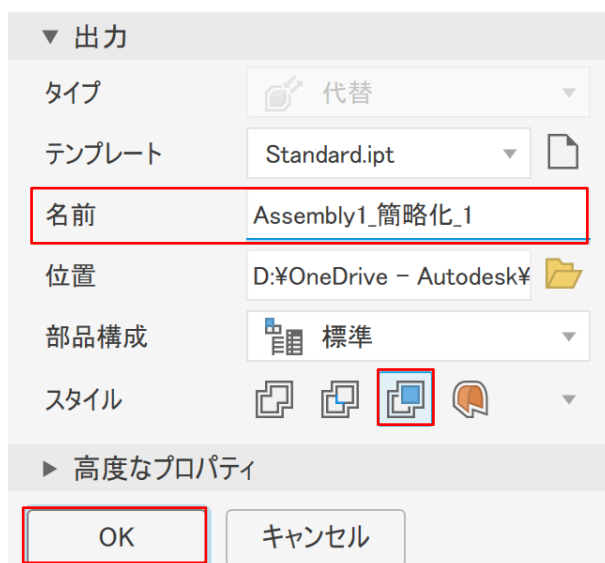 ▼ 出力
タイプ 代替
テンプレート Standard.ipt
名前 Assembly1_簡略化_1
位置 D:¥OneDrive - Autodesk¥
部品構成 標準
スタイル
▶ 高度なプロパティ
OK キャンセル